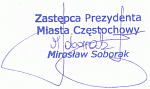 Zastępca Prezydenta
Miasta Częstochowy
Mirosław Soborak